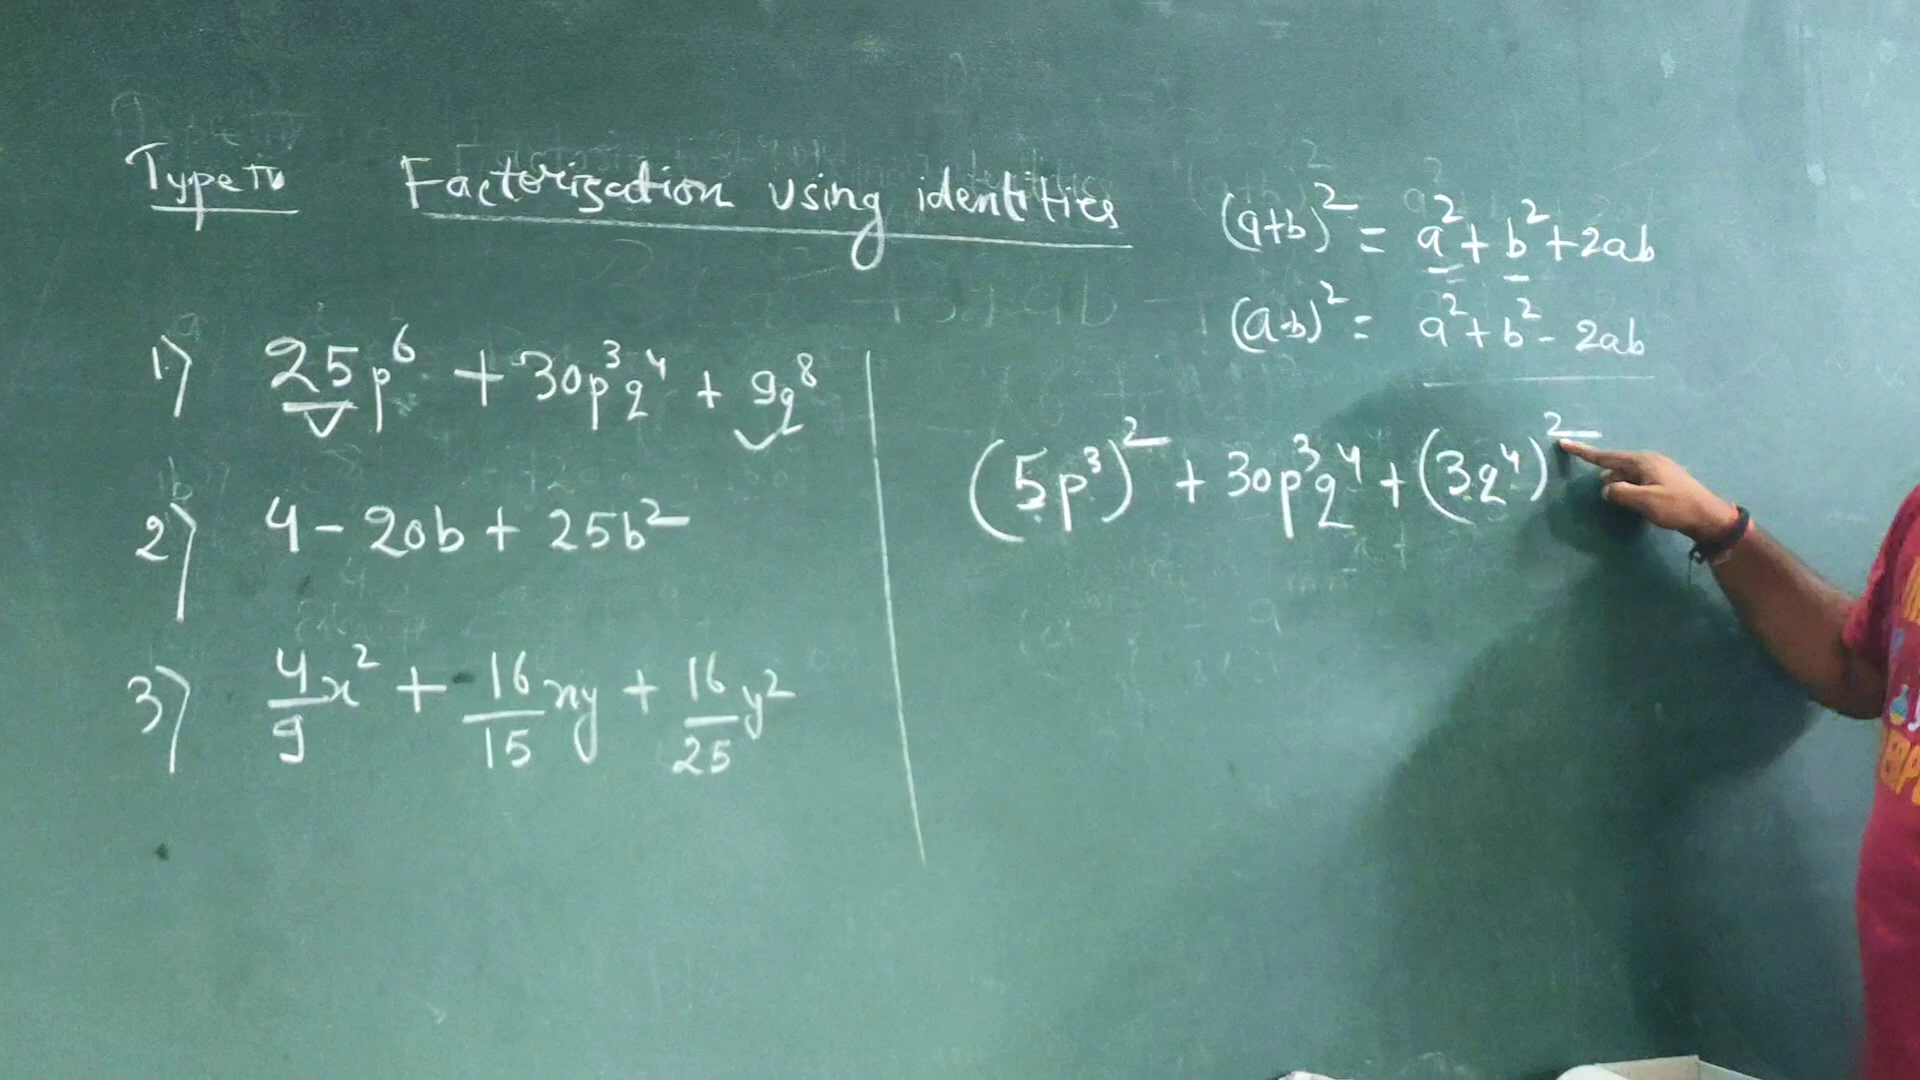 Type IV Factorisation using identities
(a+b)² = a² + b² + 2ab
(a-b)² = a² + b² - 2ab
1) 25p⁶ + 30p³q⁴ + 9q⁸
(5p³)² + 30p³q⁴ + (3q⁴)²
2) 4 - 20b + 25b²
3) 4/9 x² + 16/15 xy + 16/25 y²